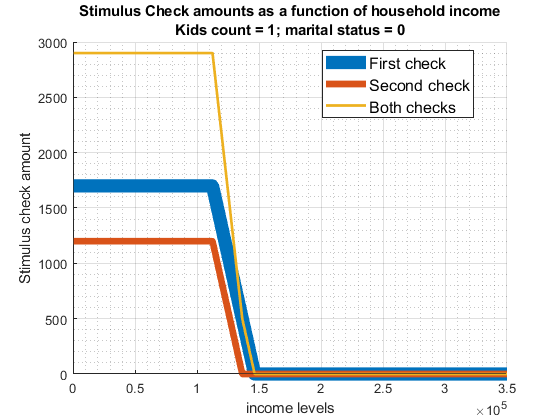 Stimulus Check amounts as a function of household income
Kids count = 1; marital status = 0
First check
Second check
Both checks
Stimulus check amount
3000
2500
2000
1500
1000
500
0
0 0.5 1 1.5 2 2.5 3 3.5
income levels
×10⁵